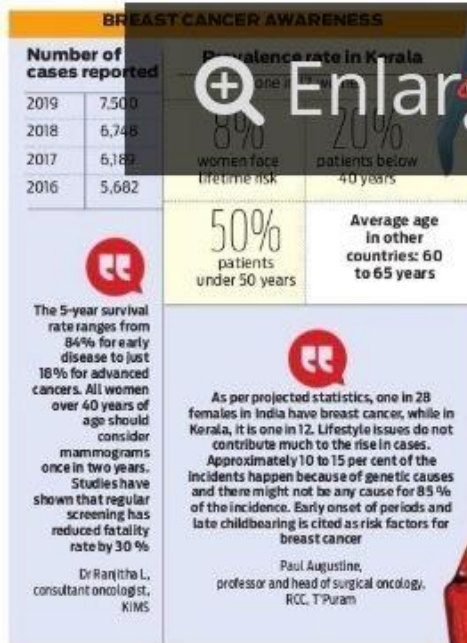 BREAST CANCER AWARENESS
Number of
cases reported
2019 7,500
2018 6,748
2017 6,189
2016 5,682
Prevalence rate in Kerala
one in 12
Enlar
8%
women face
lifetime risk
20%
patients below
40 years
50%
patients
under 50 years
Average age
in other
countries: 60
to 65 years
The 5-year survival
rate ranges from
84% for early
disease to just
18% for advanced
cancers. All women
over 40 years of
age should
consider
mammograms
once in two years.
Studies have
shown that regular
screening has
reduced fatality
rate by 30 %
Dr Ranjitha L,
consultant oncologist,
KIMS
As per projected statistics, one in 28
females in India have breast cancer, while in
Kerala, it is one in 12. Lifestyle issues do not
contribute much to the rise in cases.
Approximately 10 to 15 per cent of the
incidents happen because of genetic causes
and there might not be any cause for 85 %
of the incidence. Early onset of periods and
late childbearing is cited as risk factors for
breast cancer
Paul Augustine,
professor and head of surgical oncology,
RCC, T'Puram